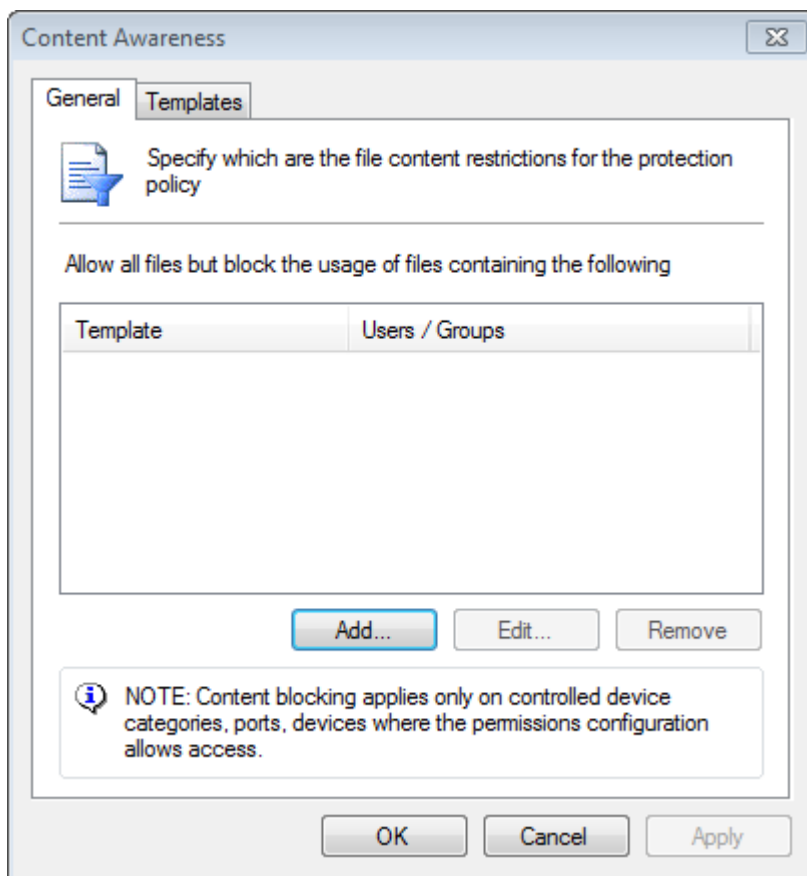 Content Awareness
General Templates
Specify which are the file content restrictions for the protection
policy
Allow all files but block the usage of files containing the following
Template Users / Groups
Add... Edit... Remove
NOTE: Content blocking applies only on controlled device
categories, ports, devices where the permissions configuration
allows access.
OK Cancel Apply